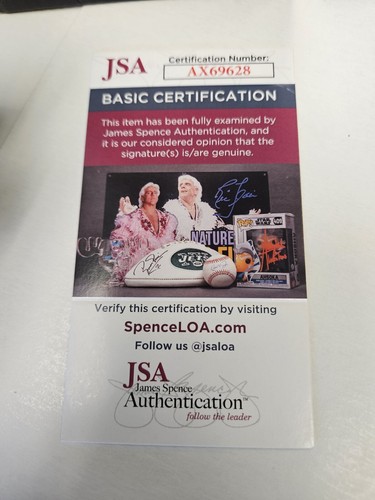 JSA
Certification Number:
AX69628
BASIC CERTIFICATION
This item has been fully examined by
James Spence Authentication, and
it is our considered opinion that the
signature(s) is/are genuine.
NATURE
JETS
Verify this certification by visiting
SpenceLOA.com
Follow us @jsaloa
JSA
James Spence
Authentication™
follow the leader